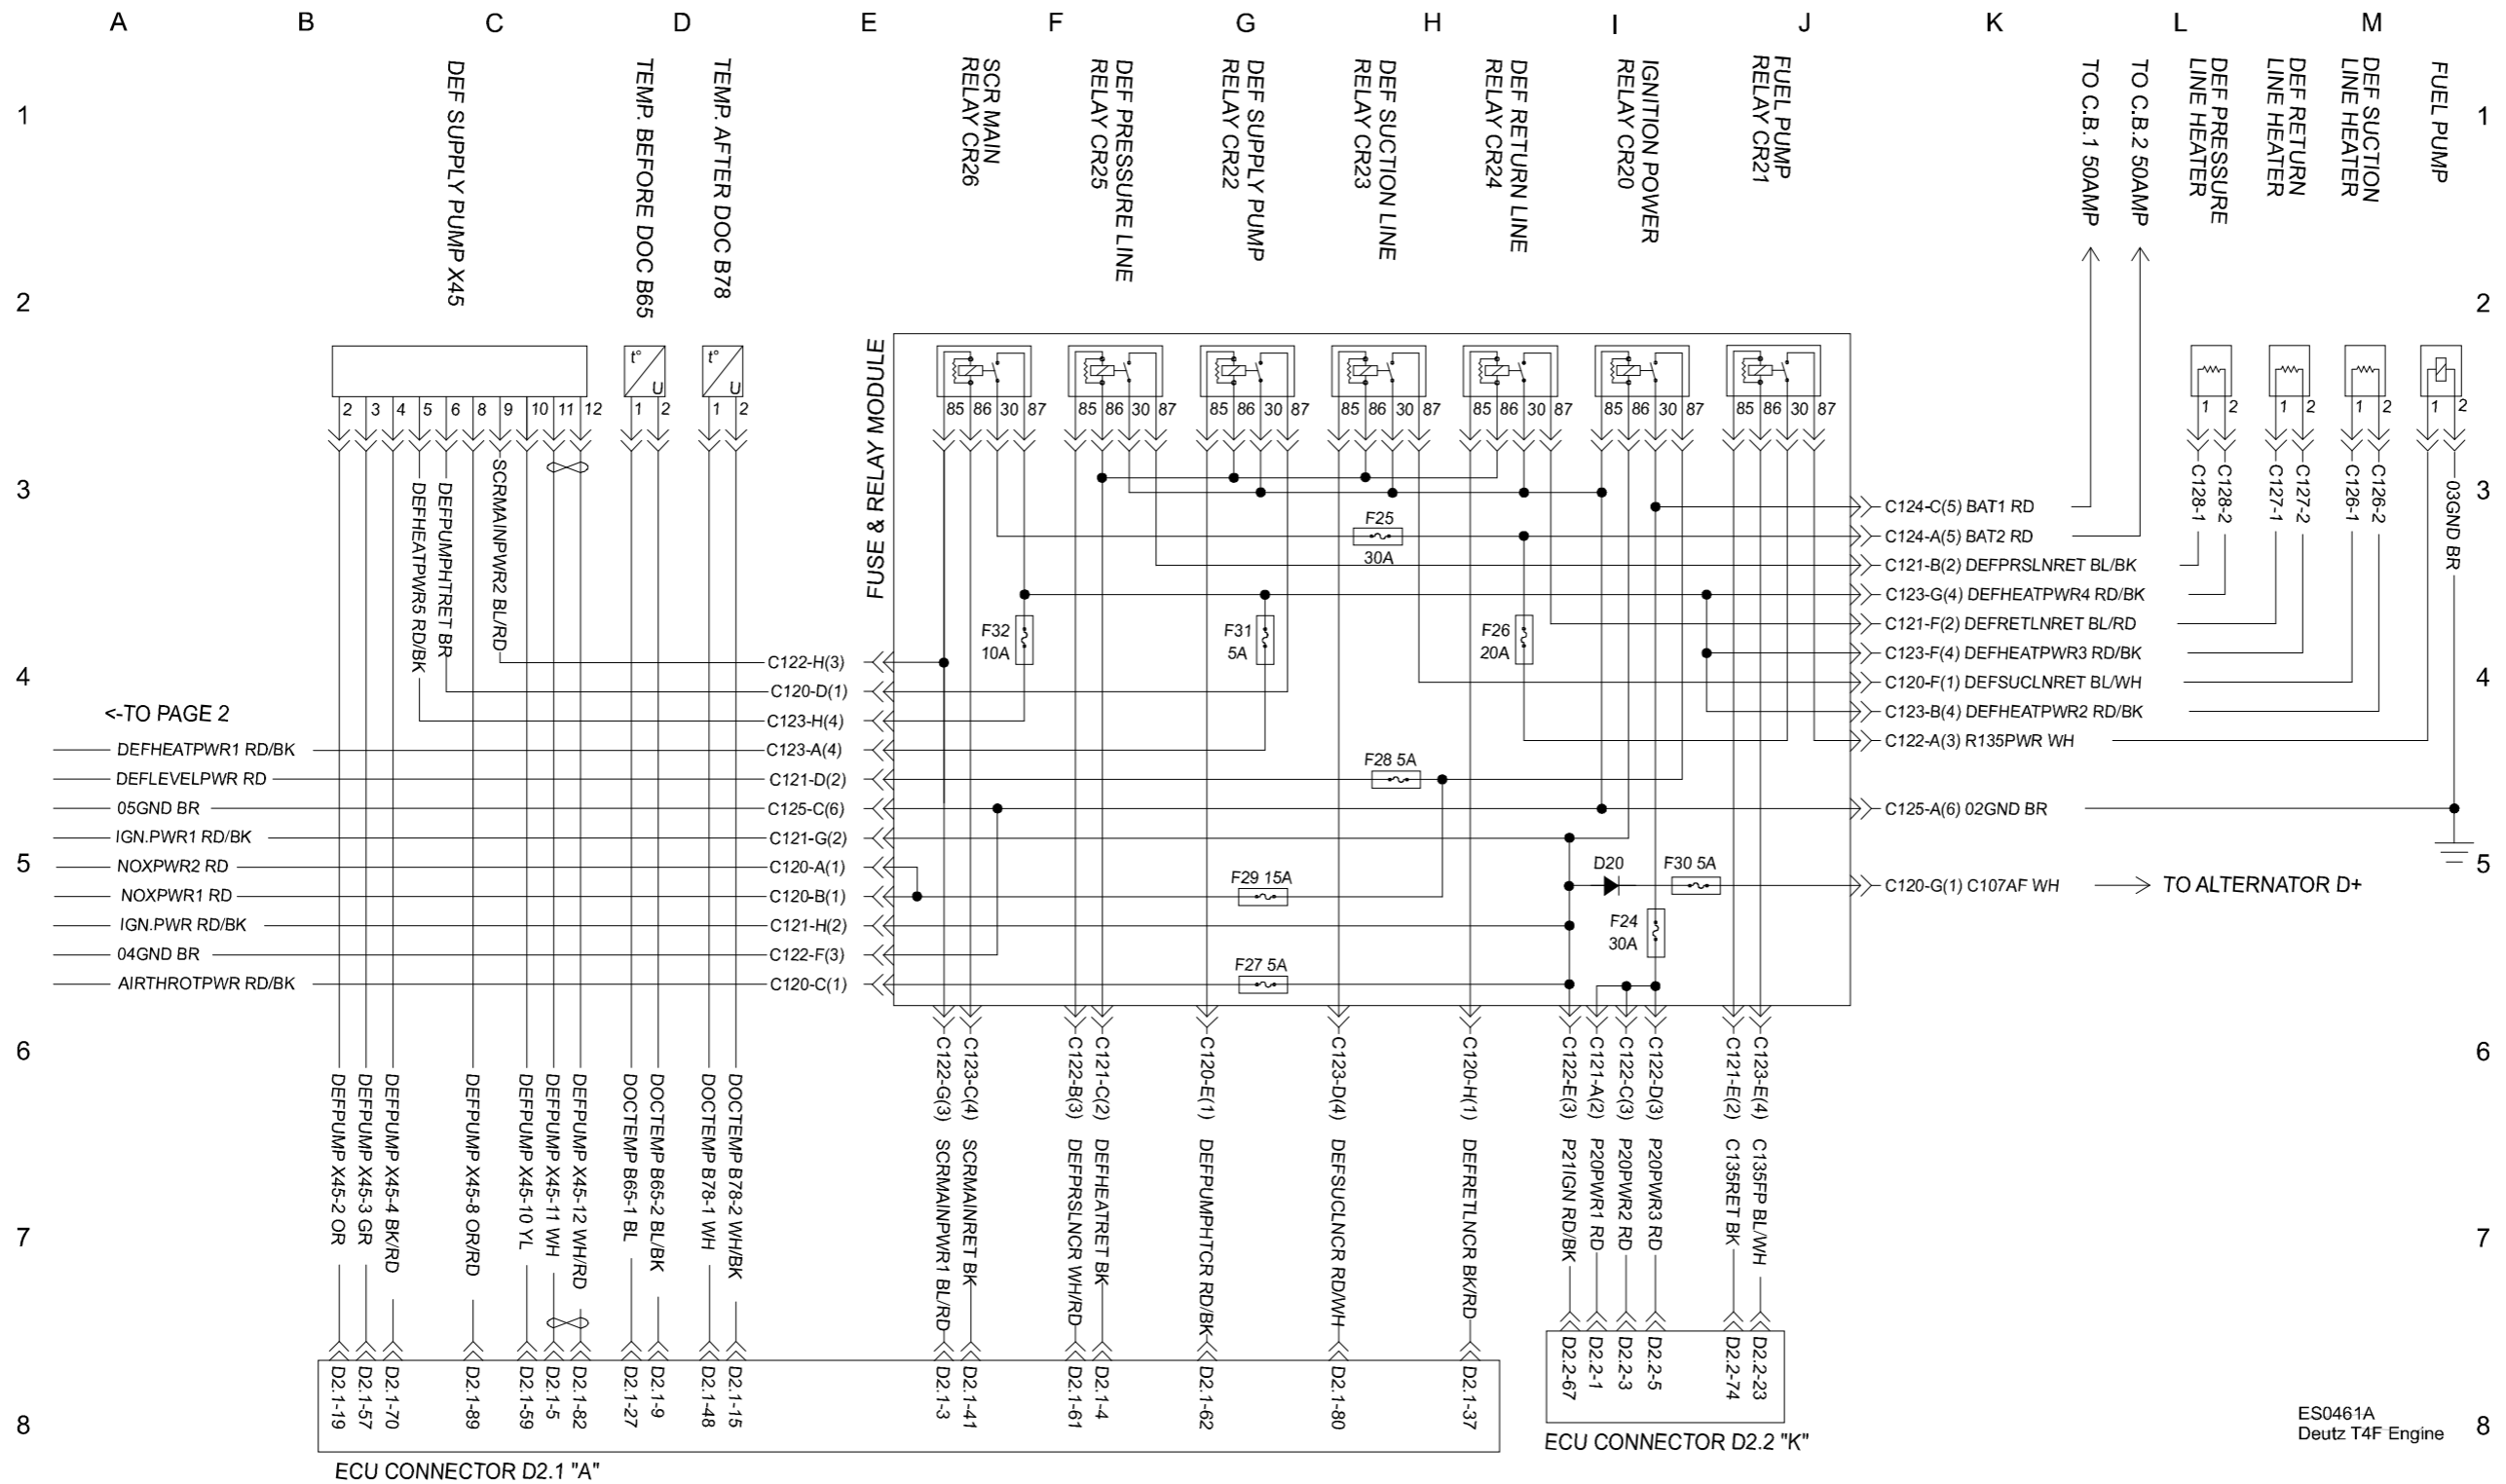 A B C D E F G H I J K L M
1 1
2 2
3 3
4 4
5 5
6 6
7 7
8 8
DEF SUPPLY PUMP X45
TEMP. BEFORE DOC B65
TEMP. AFTER DOC B78
SCR MAIN
RELAY CR26
DEF PRESSURE LINE
RELAY CR25
DEF SUPPLY PUMP
RELAY CR22
DEF SUCTION LINE
RELAY CR23
DEF RETURN LINE
RELAY CR24
IGNITION POWER
RELAY CR20
FUEL PUMP
RELAY CR21
TO C.B.1 50AMP
TO C.B.2 50AMP
DEF PRESSURE
LINE HEATER
DEF RETURN
LINE HEATER
DEF SUCTION
LINE HEATER
FUEL PUMP
t° U
t° U
2 3 4 5 6 8 9 10 11 12
1 2
1 2
FUSE & RELAY MODULE
85 86 30 87
85 86 30 87
85 86 30 87
85 86 30 87
85 86 30 87
85 86 30 87
85 86 30 87
1 2
1 2
1 2
1 2
DEFHEATPWR5 RD/BK
DEFPUMPHTRET BR
SCRMAINPWR2 BL/RD
C128-1
C128-2
C127-1
C127-2
C126-1
C126-2
03GND BR
F25
30A
F32
10A
F31
5A
F26
20A
F28 5A
F29 15A
F27 5A
D20
F30 5A
F24
30A
C124-C(5) BAT1 RD
C124-A(5) BAT2 RD
C121-B(2) DEFPRSLNRET BL/BK
C123-G(4) DEFHEATPWR4 RD/BK
C121-F(2) DEFRETLNRET BL/RD
C123-F(4) DEFHEATPWR3 RD/BK
C120-F(1) DEFSUCLNRET BL/WH
C123-B(4) DEFHEATPWR2 RD/BK
C122-A(3) R135PWR WH
C125-A(6) 02GND BR
C120-G(1) C107AF WH
TO ALTERNATOR D+
<-TO PAGE 2
C122-H(3)
C120-D(1)
C123-H(4)
DEFHEATPWR1 RD/BK C123-A(4)
DEFLEVELPWR RD C121-D(2)
05GND BR C125-C(6)
IGN.PWR1 RD/BK C121-G(2)
NOXPWR2 RD C120-A(1)
NOXPWR1 RD C120-B(1)
IGN.PWR RD/BK C121-H(2)
04GND BR C122-F(3)
AIRTHROTPWR RD/BK C120-C(1)
DEFPUMP X45-2 OR
DEFPUMP X45-3 GR
DEFPUMP X45-4 BK/RD
DEFPUMP X45-8 OR/RD
DEFPUMP X45-10 YL
DEFPUMP X45-11 WH
DEFPUMP X45-12 WH/RD
DOCTEMP B65-1 BL
DOCTEMP B65-2 BL/BK
DOCTEMP B78-1 WH
DOCTEMP B78-2 WH/BK
C122-G(3) SCRMAINPWR1 BL/RD
C123-C(4) SCRMAINRET BK
C122-B(3) DEFPRSLNCR WH/RD
C121-C(2) DEFHEATRET BK
C120-E(1) DEFPUMPHTCR RD/BK
C123-D(4) DEFSUCLNCR RD/WH
C120-H(1) DEFRETLNCR BK/RD
C122-E(3) P21IGN RD/BK
C121-A(2) P20PWR1 RD
C122-C(3) P20PWR2 RD
C122-D(3) P20PWR3 RD
C121-E(2) C135RET BK
C123-E(4) C135FP BL/WH
D2.1-19
D2.1-57
D2.1-70
D2.1-89
D2.1-59
D2.1-5
D2.1-82
D2.1-27
D2.1-9
D2.1-48
D2.1-15
D2.1-3
D2.1-41
D2.1-61
D2.1-4
D2.1-62
D2.1-80
D2.1-37
D2.2-67
D2.2-1
D2.2-3
D2.2-5
D2.2-74
D2.2-23
ECU CONNECTOR D2.1 "A"
ECU CONNECTOR D2.2 "K"
ES0461A
Deutz T4F Engine